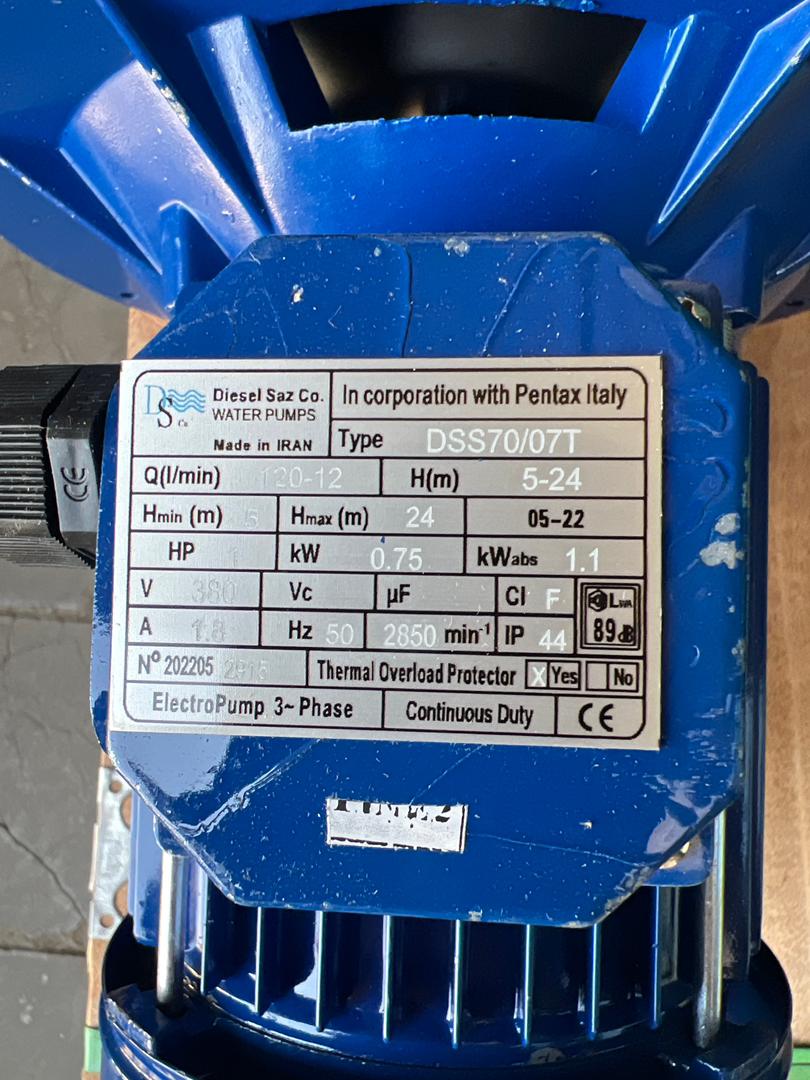 DS Co
Diesel Saz Co.
WATER PUMPS
Made in IRAN
In corporation with Pentax Italy
Type DSS70/07T
Q(l/min) 120-12 H(m) 5-24
Hmin (m) 5 Hmax (m) 24 05-22
HP 1 kW 0.75 kWabs 1.1
V 380 Vc µF Cl F
LWA
89dB
A 1.8 Hz 50 2850 min-1 IP 44
Nº 202205 Thermal Overload Protector X Yes No
ElectroPump 3~ Phase Continuous Duty CE
CE